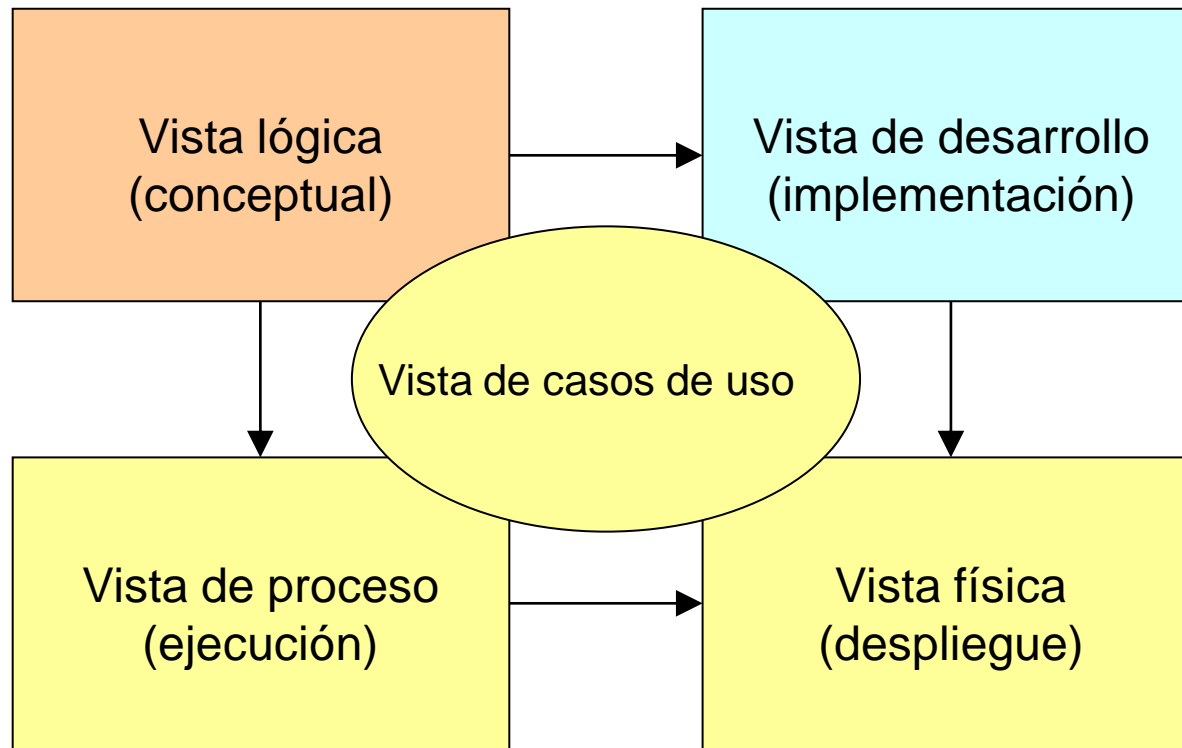 Vista lógica
(conceptual)
Vista de desarrollo
(implementación)
Vista de casos de uso
Vista de proceso
(ejecución)
Vista física
(despliegue)